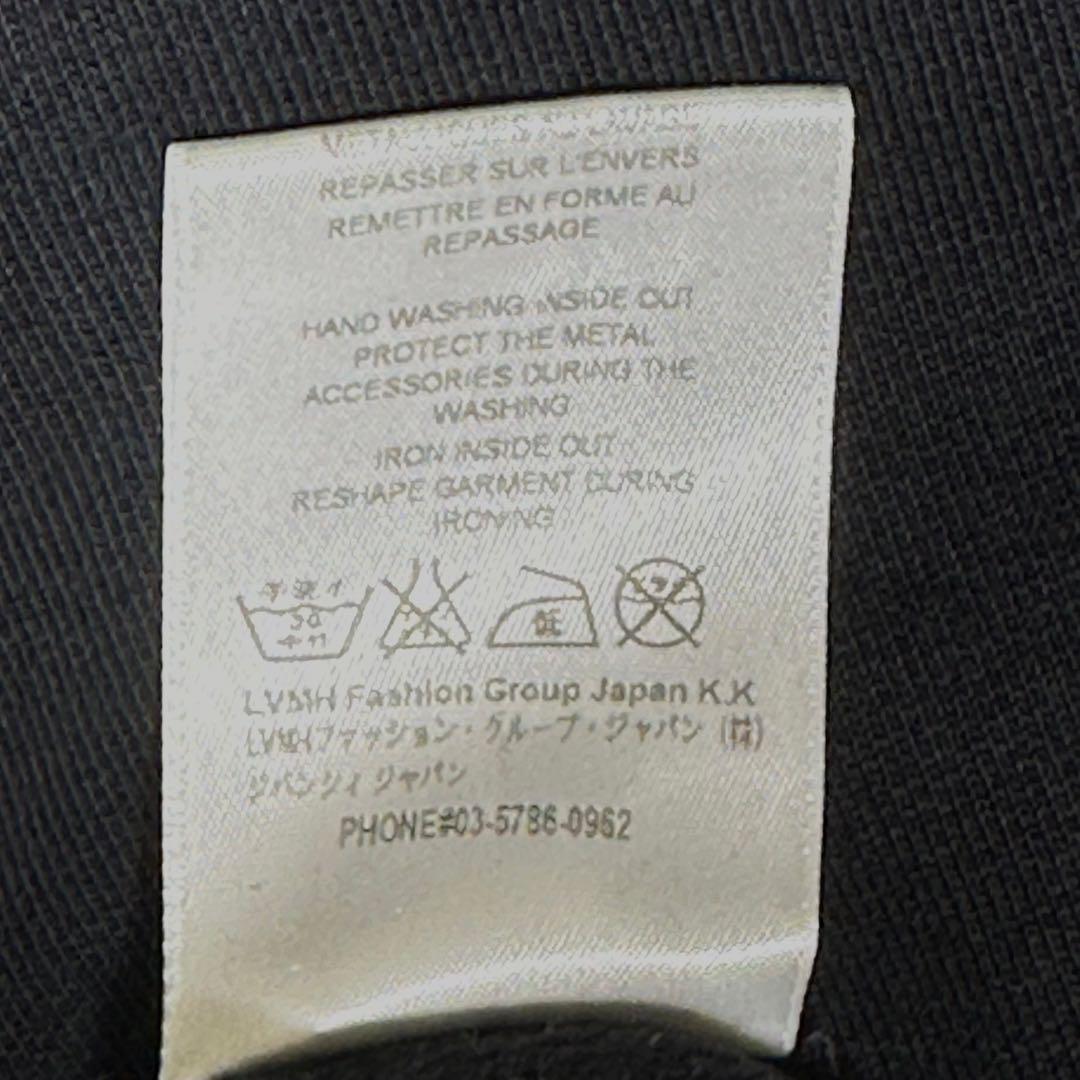 REPASSER SUR L'ENVERS
REMETTRE EN FORME AU
REPASSAGE
HAND WASHING INSIDE OUT
PROTECT THE METAL
ACCESSORIES DURING THE
WASHING
IRON INSIDE OUT
RESHAPE GARMENT DURING
IRONING
30
LVMH Fashion Group Japan K.K
LVMHファッション・グループ・ジャパン (株)
ジバンシィ ジャパン
PHONE#03-5786-0962